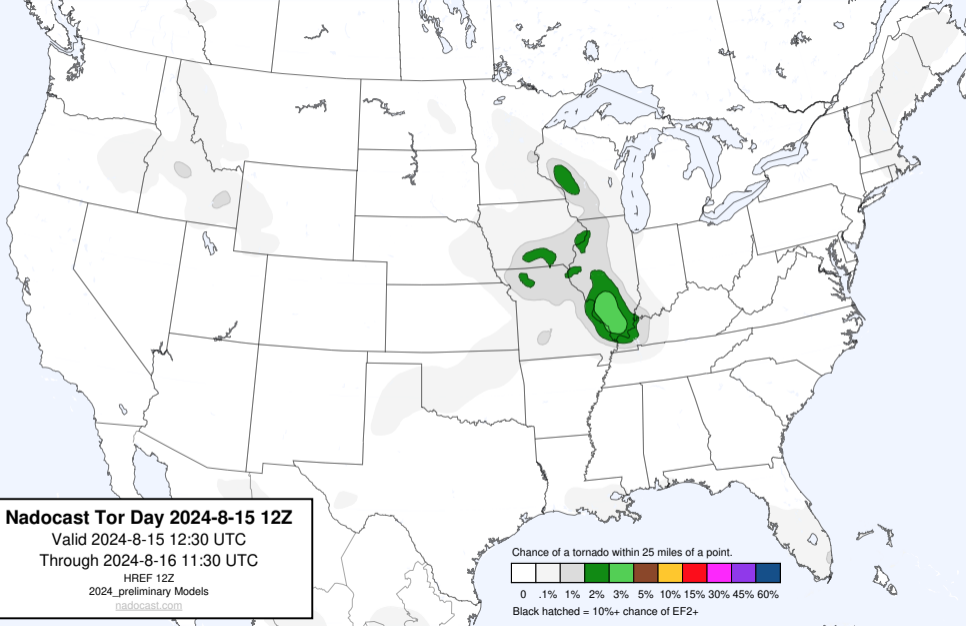 Nadocast Tor Day 2024-8-15 12Z
Valid 2024-8-15 12:30 UTC
Through 2024-8-16 11:30 UTC
HREF 12Z
2024_preliminary Models
nadocast.com
Chance of a tornado within 25 miles of a point.
0 .1% 1% 2% 3% 5% 10% 15% 30% 45% 60%
Black hatched = 10%+ chance of EF2+